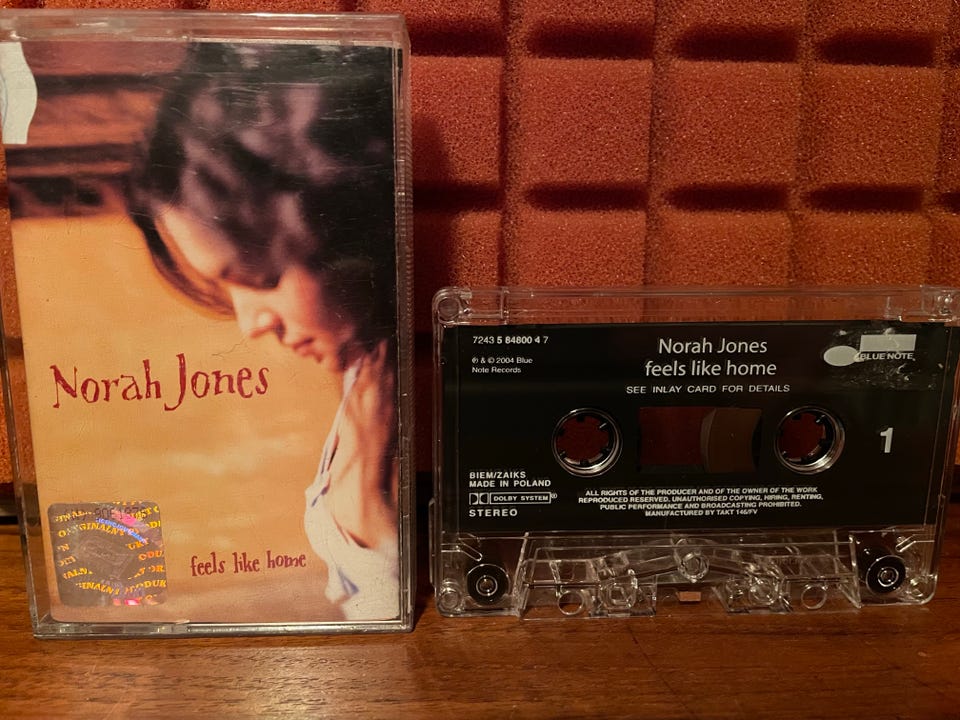 Norah Jones
feels like home
7243 5 84800 4 7
℗ & © 2004 Blue
Note Records
Norah Jones
feels like home
SEE INLAY CARD FOR DETAILS
BLUE NOTE
1
BIEM/ZAIKS
MADE IN POLAND
DOLBY SYSTEM®
STEREO
ALL RIGHTS OF THE PRODUCER AND OF THE OWNER OF THE WORK
REPRODUCED RESERVED. UNAUTHORISED COPYING, HIRING, RENTING,
PUBLIC PERFORMANCE AND BROADCASTING PROHIBITED.
MANUFACTURED BY TAKT 146/FV